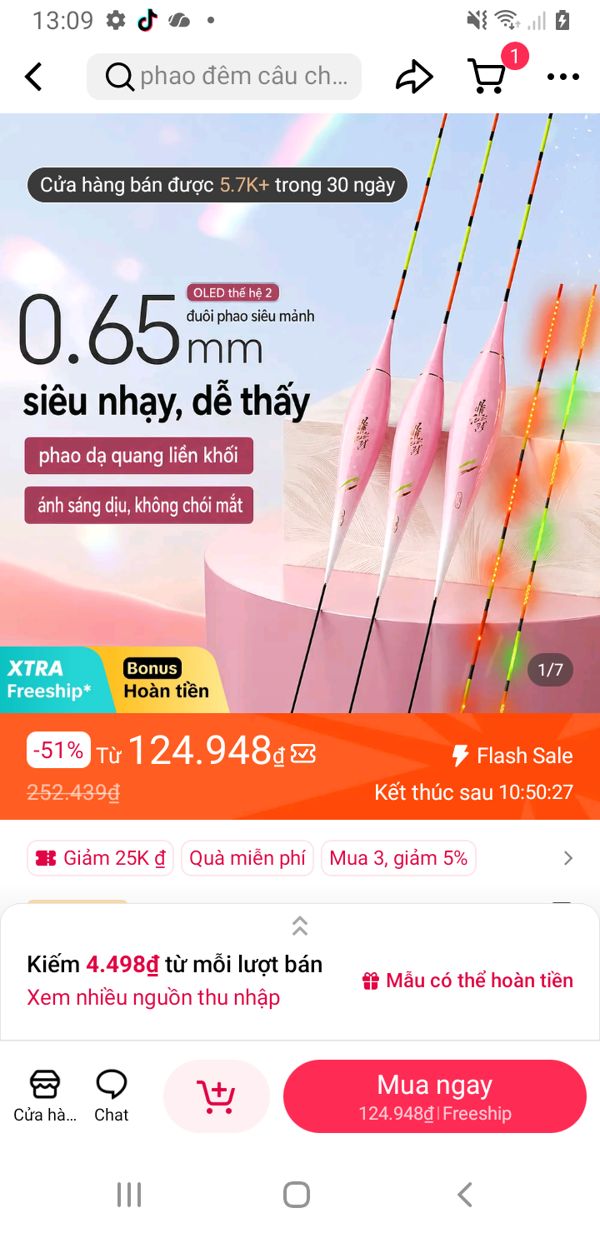 13:09
phao đêm câu ch...
1
Cửa hàng bán được 5.7K+ trong 30 ngày
OLED thế hệ 2
0.65
đuôi phao siêu mảnh
mm
siêu nhạy, dễ thấy
phao dạ quang liền khối
ánh sáng dịu, không chói mắt
XTRA
Freeship*
Bonus
Hoàn tiền
1/7
-51% Từ 124.948₫
Flash Sale
252.439₫
Kết thúc sau 10:50:27
Giảm 25K ₫
Quà miễn phí
Mua 3, giảm 5%
Kiếm 4.498₫ từ mỗi lượt bán
Xem nhiều nguồn thu nhập
Mẫu có thể hoàn tiền
Cửa hà...
Chat
Mua ngay
124.948₫|Freeship